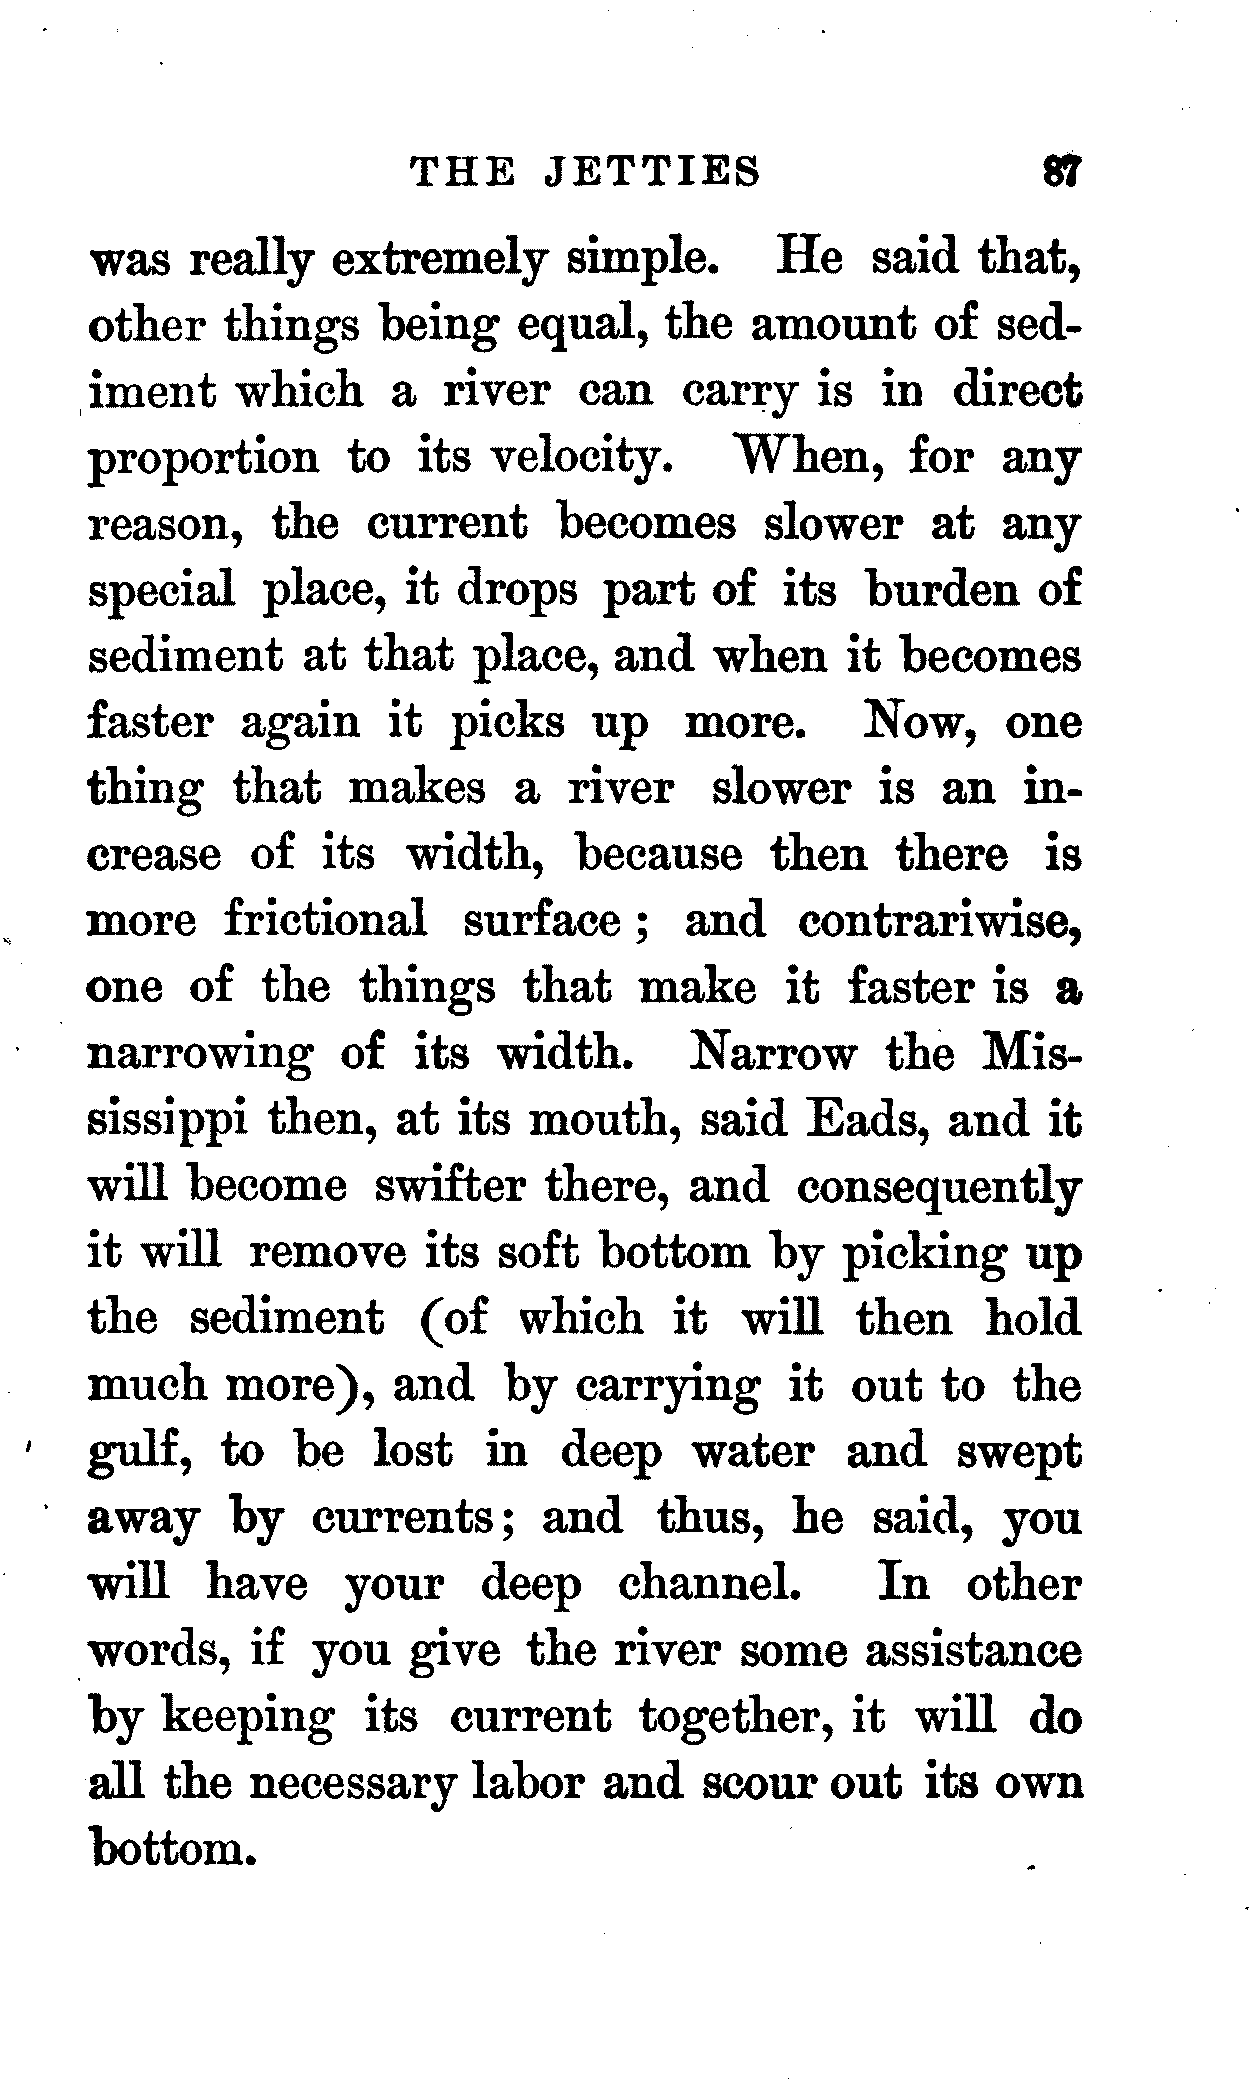 THE JETTIES 87
was really extremely simple. He said that,
other things being equal, the amount of sed-
iment which a river can carry is in direct
proportion to its velocity. When, for any
reason, the current becomes slower at any
special place, it drops part of its burden of
sediment at that place, and when it becomes
faster again it picks up more. Now, one
thing that makes a river slower is an in-
crease of its width, because then there is
more frictional surface; and contrariwise,
one of the things that make it faster is a
narrowing of its width. Narrow the Mis-
sissippi then, at its mouth, said Eads, and it
will become swifter there, and consequently
it will remove its soft bottom by picking up
the sediment (of which it will then hold
much more), and by carrying it out to the
gulf, to be lost in deep water and swept
away by currents; and thus, he said, you
will have your deep channel. In other
words, if you give the river some assistance
by keeping its current together, it will do
all the necessary labor and scour out its own
bottom.